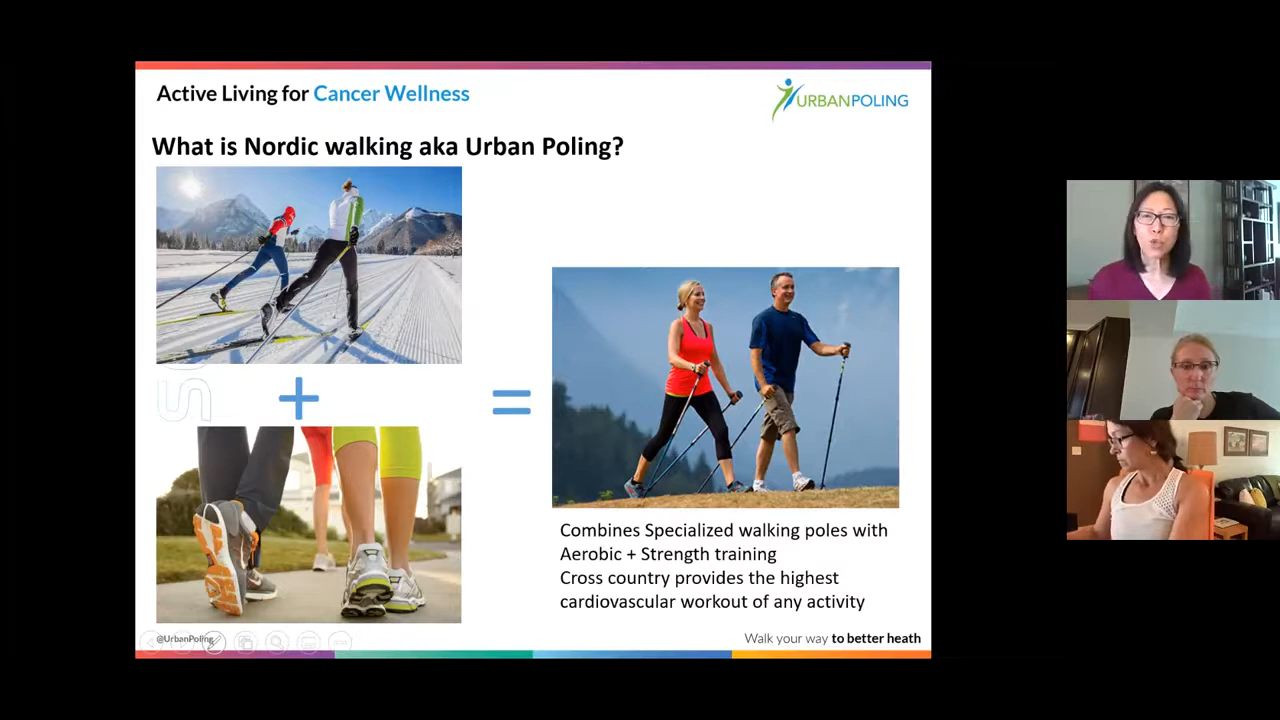 Active Living for Cancer Wellness
URBANPOLING
What is Nordic walking aka Urban Poling?
+
=
Combines Specialized walking poles with
Aerobic + Strength training
Cross country provides the highest
cardiovascular workout of any activity
@UrbanPoling
Walk your way to better heath